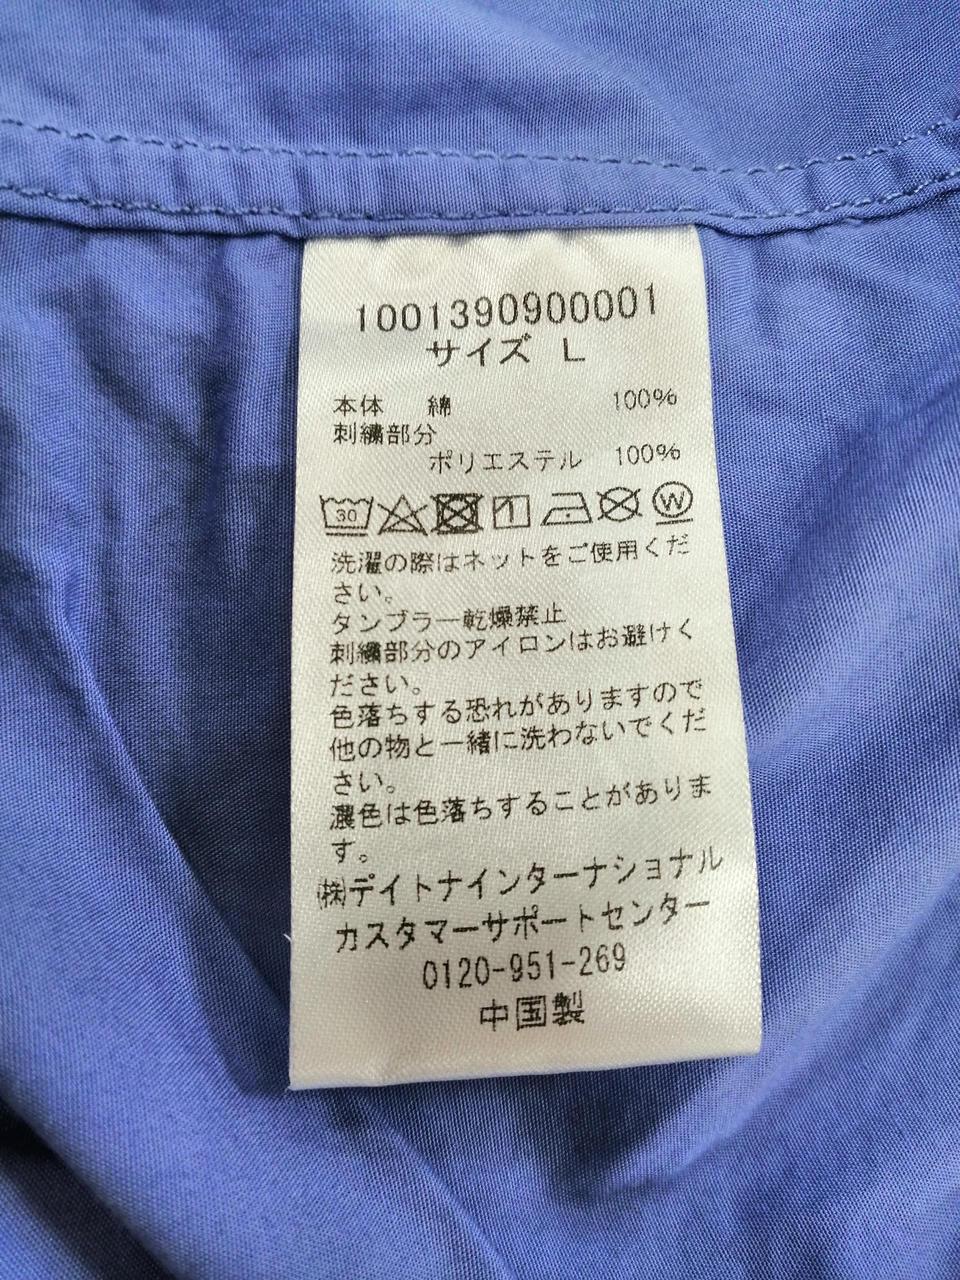 1001390900001
サイズ L
本体 綿 100%
刺繍部分
ポリエステル 100%
30 W
洗濯の際はネットをご使用くだ
さい。
タンブラー乾燥禁止
刺繍部分のアイロンはお避けく
ださい。
色落ちする恐れがありますので
他の物と一緒に洗わないでくだ
さい。
濃色は色落ちすることがありま
す。
㈱デイトナインターナショナル
カスタマーサポートセンター
0120-951-269
中国製